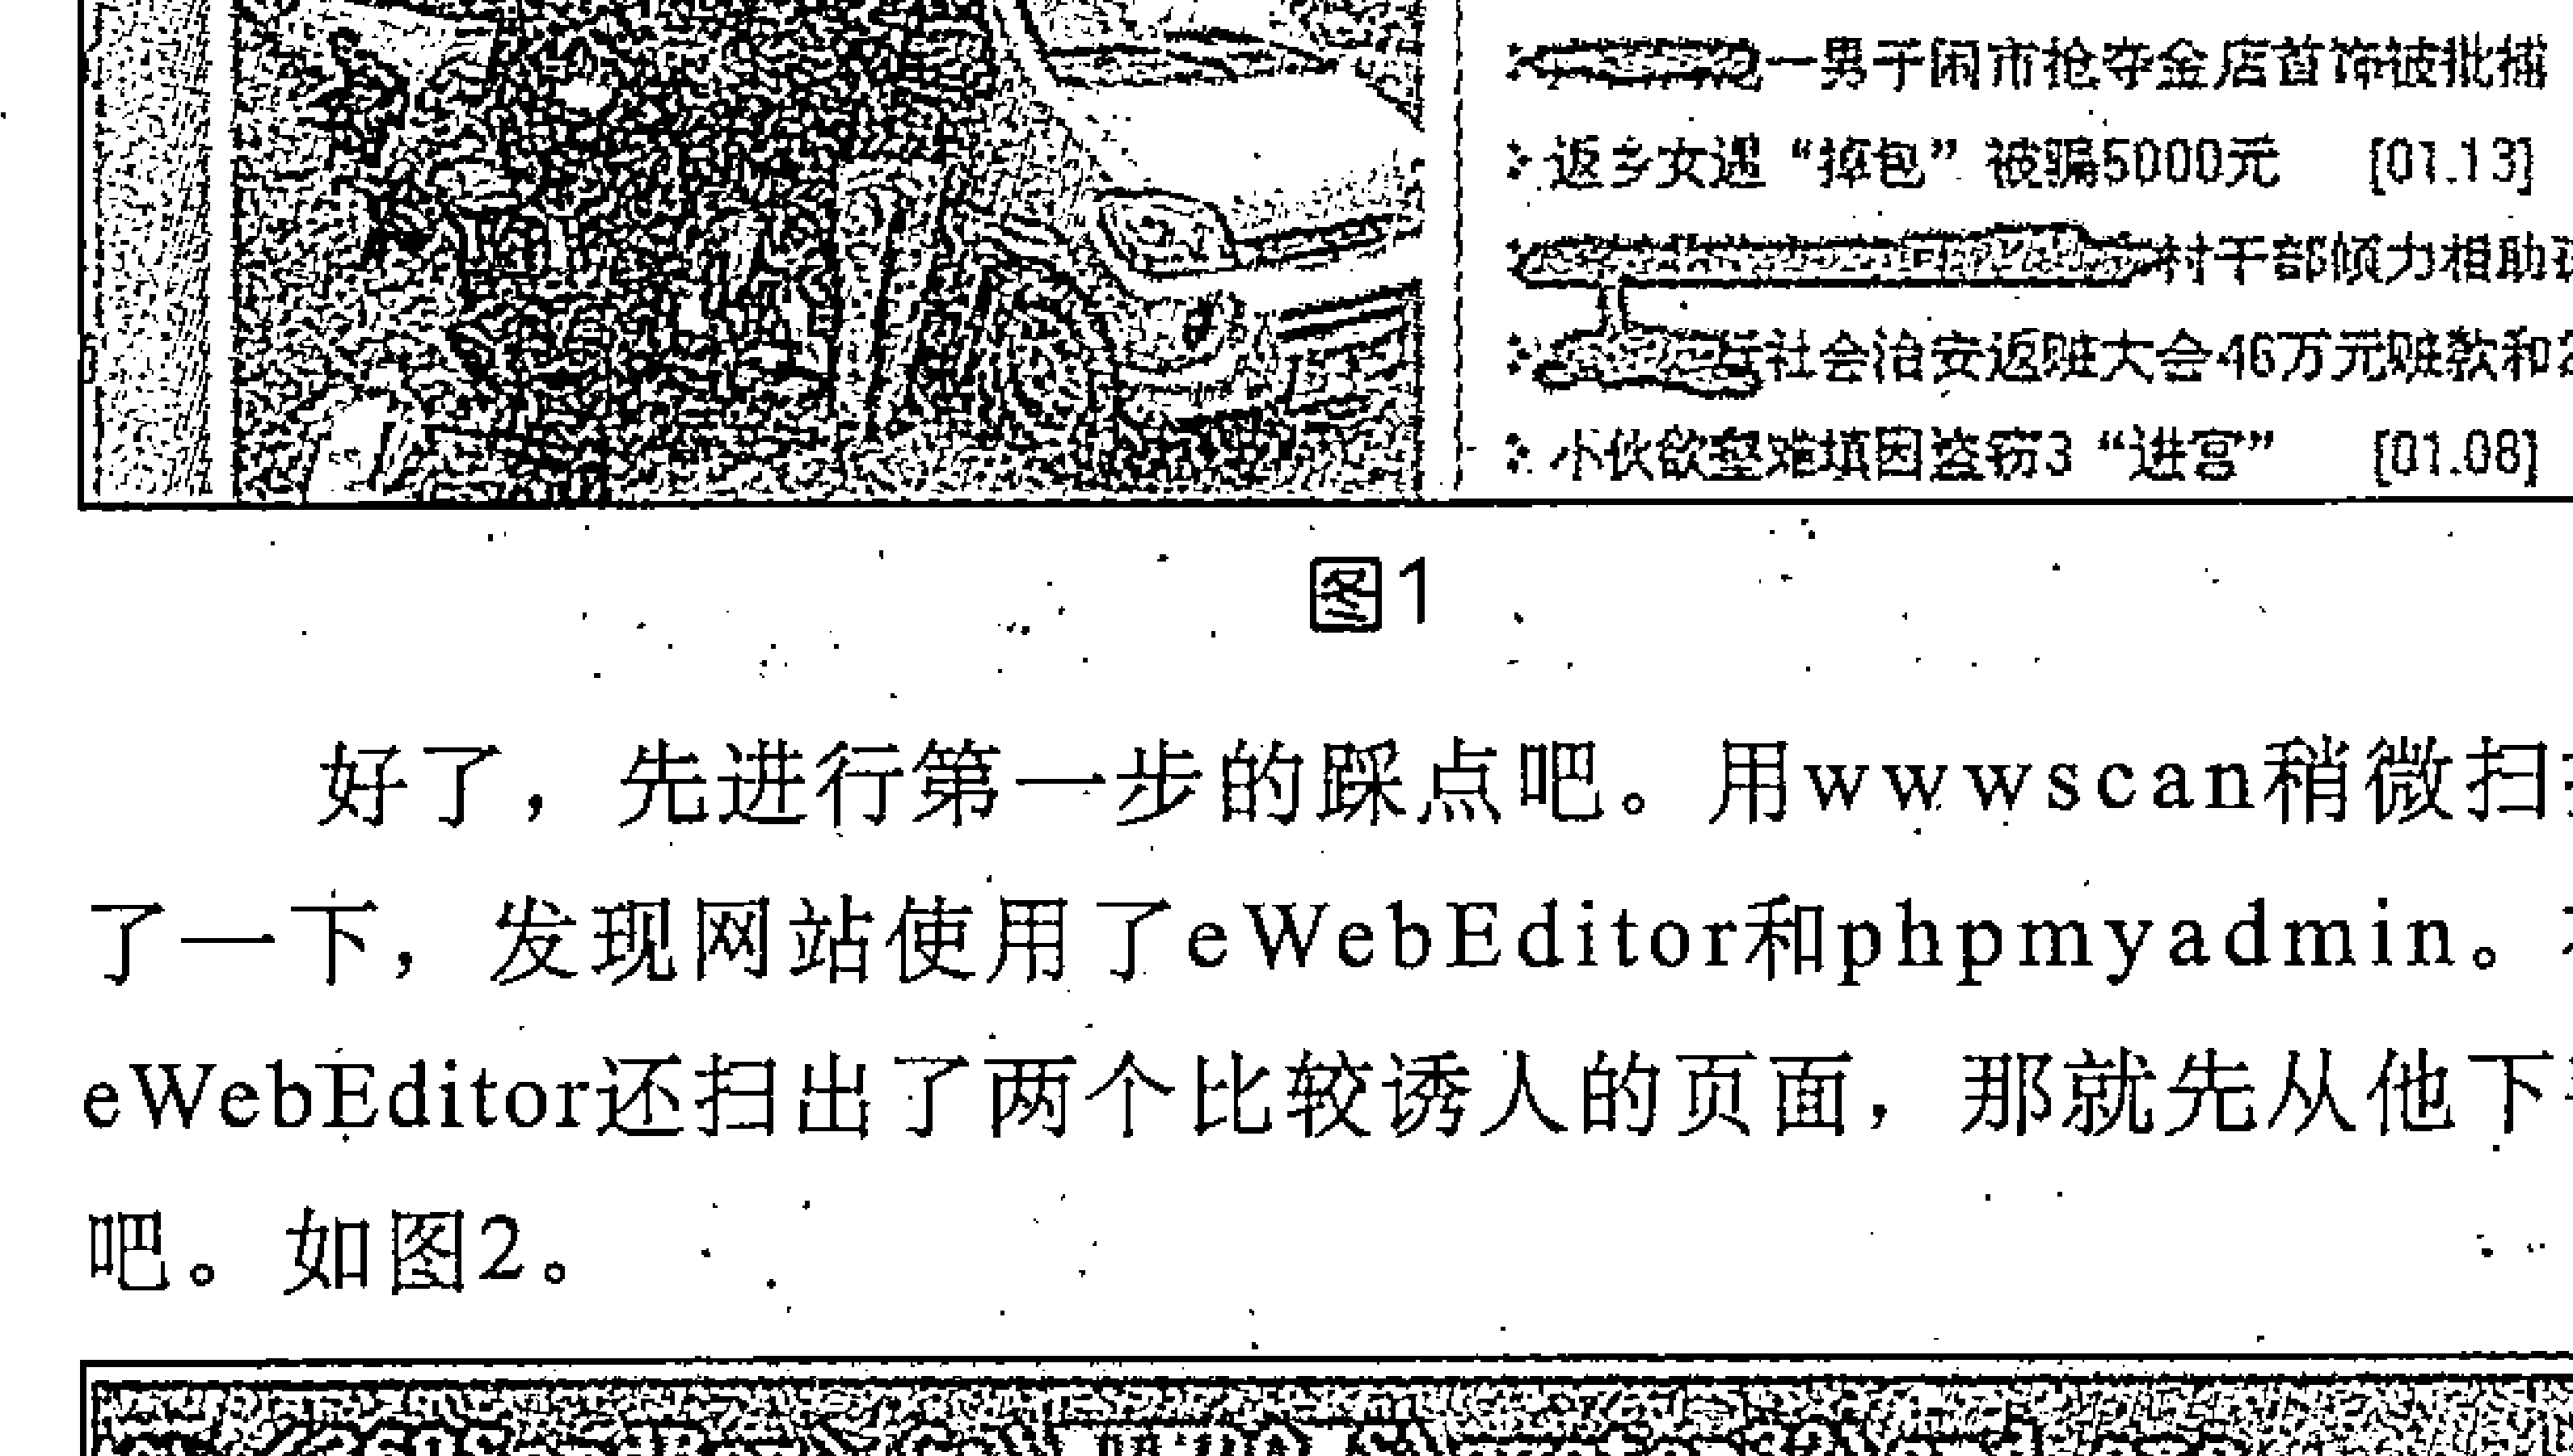 一男子闹市抢夺金店首饰被批捕
返乡女遇“掉包”被骗5000元 [01.13]
村干部倾力相助
社会治安返赃大会46万元赃款和
小伙欲壑难填因盗窃3“进宫” [01.08]
图1
好了，先进行第一步的踩点吧。用wwwscan稍微扫
了一下，发现网站使用了eWebEditor和phpmyadmin。
eWebEditor还扫出了两个比较诱人的页面，那就先从他下
吧。如图2。